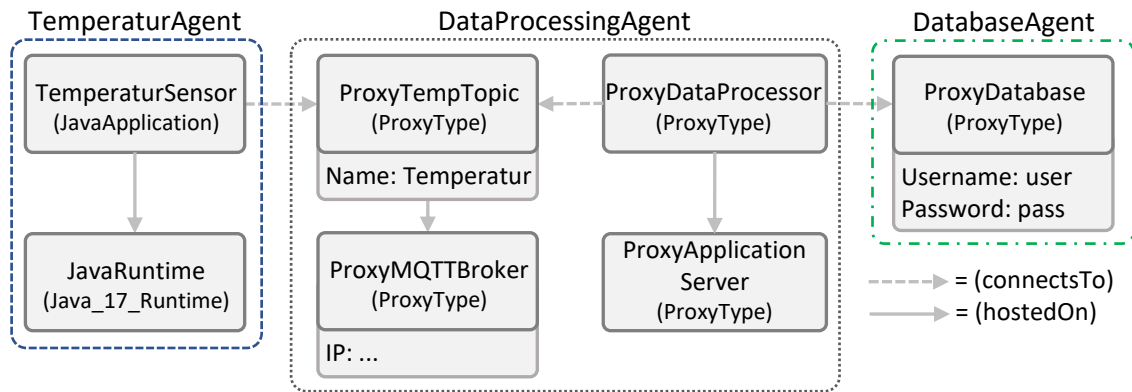 TemperaturAgent
DataProcessingAgent
DatabaseAgent
TemperaturSensor
(JavaApplication)
ProxyTempTopic
(ProxyType)
Name: Temperatur
ProxyDataProcessor
(ProxyType)
ProxyDatabase
(ProxyType)
Username: user
Password: pass
JavaRuntime
(Java_17_Runtime)
ProxyMQTTBroker
(ProxyType)
IP: ...
ProxyApplication
Server
(ProxyType)
= (connectsTo)
= (hostedOn)